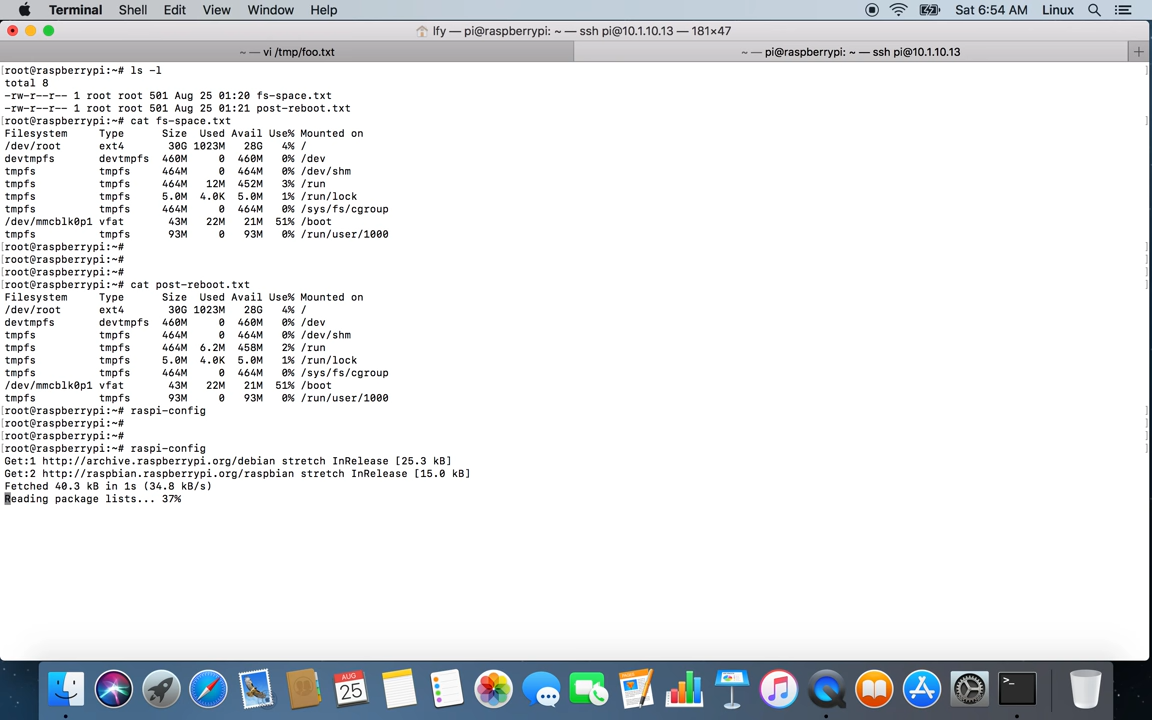 Terminal Shell Edit View Window Help Sat 6:54 AM Linux
lfy — pi@raspberrypi: ~ — ssh pi@10.1.10.13 — 181×47
~ — vi /tmp/foo.txt ~ — pi@raspberrypi: ~ — ssh pi@10.1.10.13 +
[root@raspberrypi:~# ls -l ]
total 8
-rw-r--r-- 1 root root 501 Aug 25 01:20 fs-space.txt
-rw-r--r-- 1 root root 501 Aug 25 01:21 post-reboot.txt
[root@raspberrypi:~# cat fs-space.txt ]
Filesystem     Type      Size  Used Avail Use% Mounted on
/dev/root      ext4       30G 1023M   28G   4% /
devtmpfs       devtmpfs  460M     0  460M   0% /dev
tmpfs          tmpfs     464M     0  464M   0% /dev/shm
tmpfs          tmpfs     464M   12M  452M   3% /run
tmpfs          tmpfs     5.0M  4.0K  5.0M   1% /run/lock
tmpfs          tmpfs     464M     0  464M   0% /sys/fs/cgroup
/dev/mmcblk0p1 vfat       43M   22M   21M  51% /boot
tmpfs          tmpfs      93M     0   93M   0% /run/user/1000
[root@raspberrypi:~# ]
[root@raspberrypi:~# ]
[root@raspberrypi:~# ]
[root@raspberrypi:~# cat post-reboot.txt ]
Filesystem     Type      Size  Used Avail Use% Mounted on
/dev/root      ext4       30G 1023M   28G   4% /
devtmpfs       devtmpfs  460M     0  460M   0% /dev
tmpfs          tmpfs     464M     0  464M   0% /dev/shm
tmpfs          tmpfs     464M  6.2M  458M   2% /run
tmpfs          tmpfs     5.0M  4.0K  5.0M   1% /run/lock
tmpfs          tmpfs     464M     0  464M   0% /sys/fs/cgroup
/dev/mmcblk0p1 vfat       43M   22M   21M  51% /boot
tmpfs          tmpfs      93M     0   93M   0% /run/user/1000
[root@raspberrypi:~# raspi-config ]
[root@raspberrypi:~# ]
[root@raspberrypi:~# ]
[root@raspberrypi:~# raspi-config ]
Get:1 http://archive.raspberrypi.org/debian stretch InRelease [25.3 kB]
Get:2 http://raspbian.raspberrypi.org/raspbian stretch InRelease [15.0 kB]
Fetched 40.3 kB in 1s (34.8 kB/s)
Reading package lists... 37%
AUG
25
>_